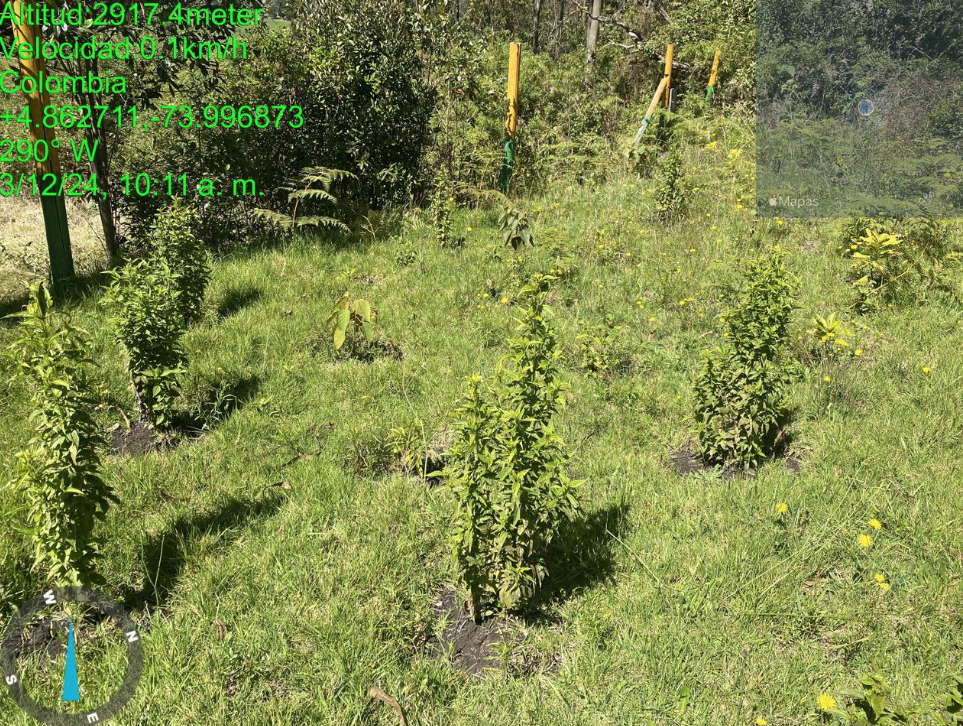 Altitud:2917.4meter
Velocidad:0.1km/h
Colombia
+4.862711,-73.996873
290° W
3/12/24, 10:11 a. m.
Mapas
W
N
S
E